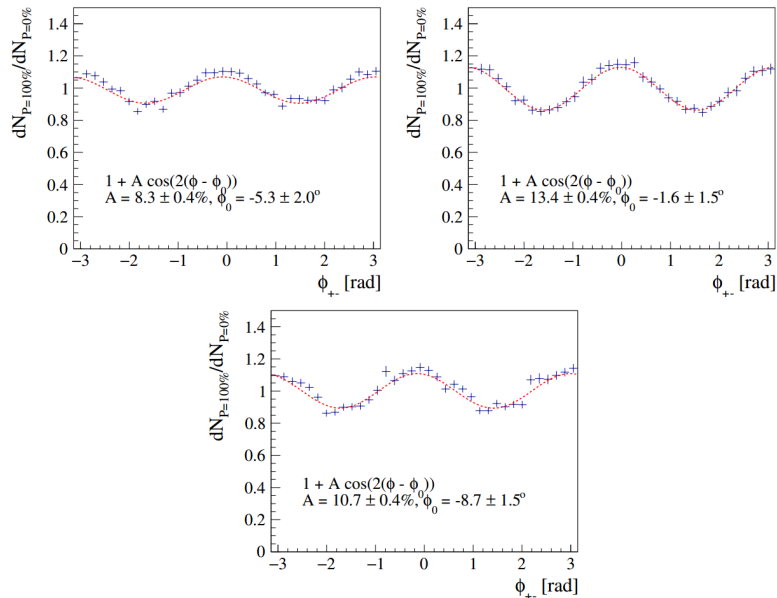 dN_P=100%/dN_P=0%
1.4
1.2
1
0.8
0.6
0.4
0.2
0
1 + A cos(2(ϕ - ϕ_0))
A = 8.3 ± 0.4%, ϕ_0 = -5.3 ± 2.0°
−3 −2 −1 0 1 2 3
ϕ_+- [rad]
dN_P=100%/dN_P=0%
1.4
1.2
1
0.8
0.6
0.4
0.2
0
1 + A cos(2(ϕ - ϕ_0))
A = 13.4 ± 0.4%, ϕ_0 = -1.6 ± 1.5°
−3 −2 −1 0 1 2 3
ϕ_+- [rad]
dN_P=100%/dN_P=0%
1.4
1.2
1
0.8
0.6
0.4
0.2
0
1 + A cos(2(ϕ - ϕ_0))
A = 10.7 ± 0.4%, ϕ_0 = -8.7 ± 1.5°
−3 −2 −1 0 1 2 3
ϕ_+- [rad]